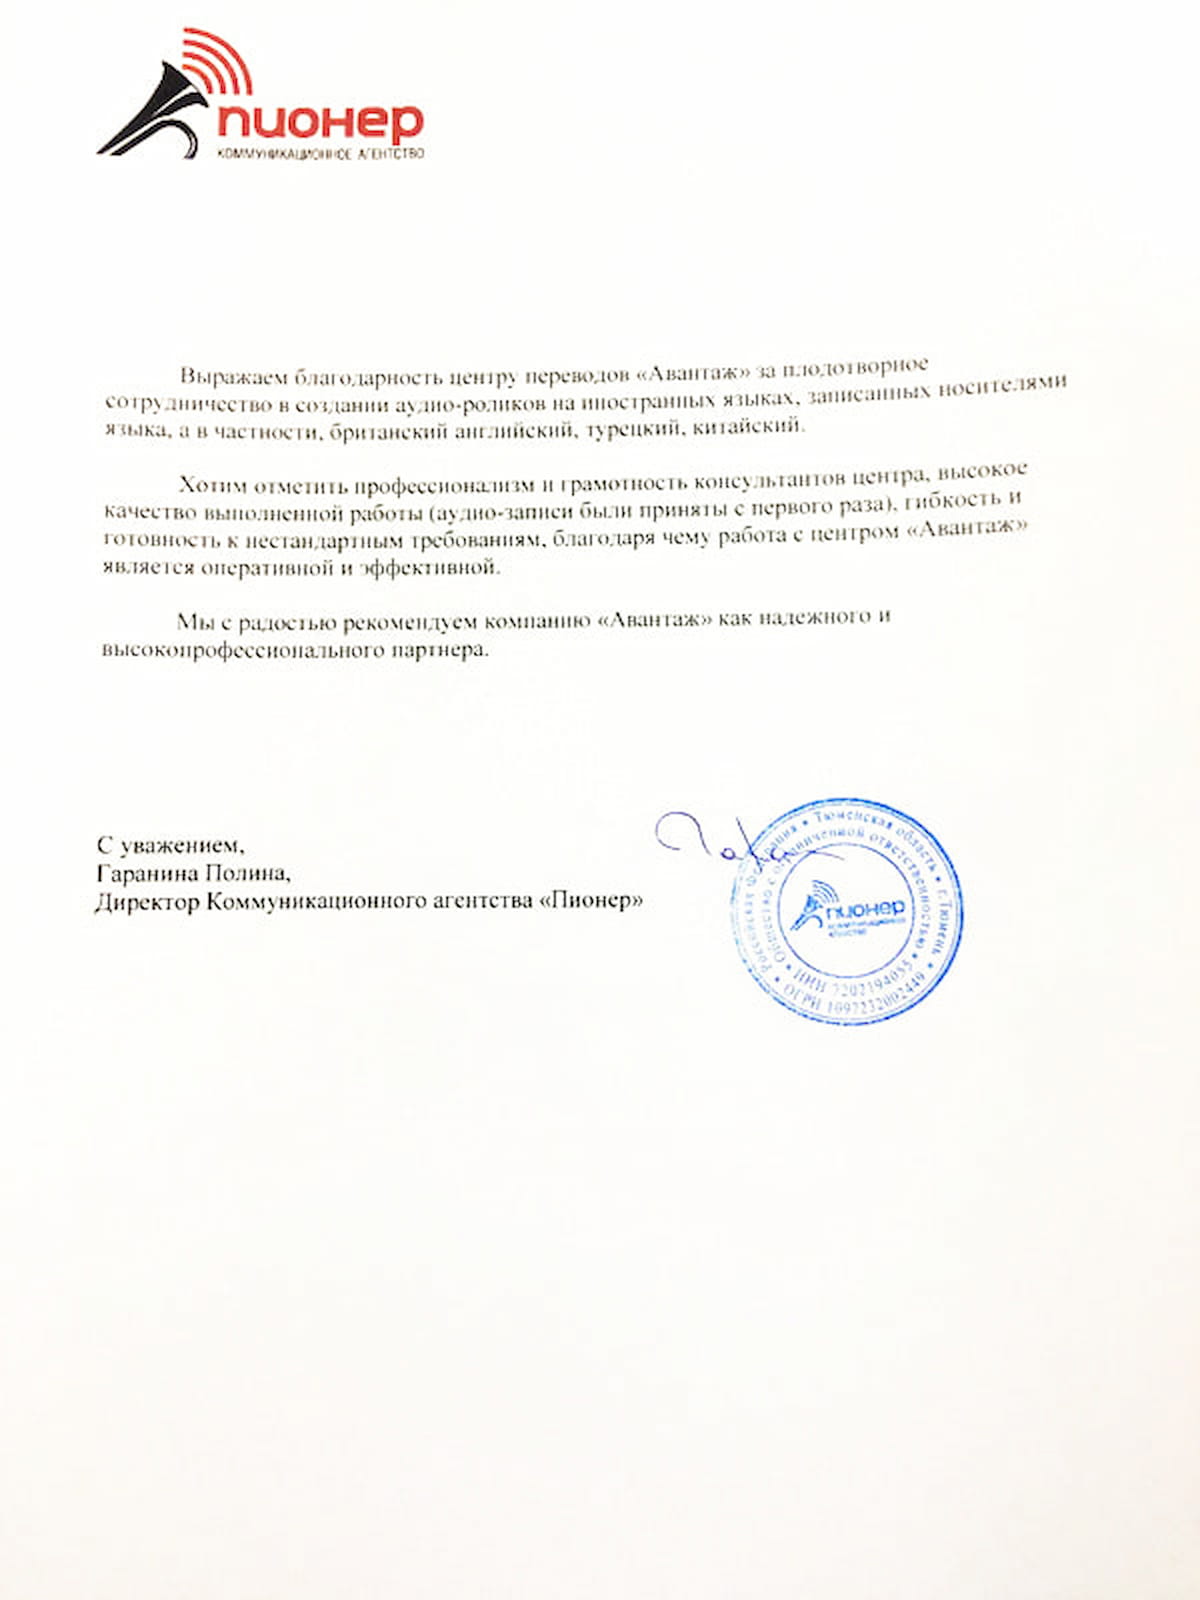 пионер
КОММУНИКАЦИОННОЕ АГЕНТСТВО
Выражаем благодарность центру переводов «Авантаж» за плодотворное
сотрудничество в создании аудио-роликов на иностранных языках, записанных носителями
языка, а в частности, британский английский, турецкий, китайский.
Хотим отметить профессионализм и грамотность консультантов центра, высокое
качество выполненной работы (аудио-записи были приняты с первого раза), гибкость и
готовность к нестандартным требованиям, благодаря чему работа с центром «Авантаж»
является оперативной и эффективной.
Мы с радостью рекомендуем компанию «Авантаж» как надежного и
высокопрофессионального партнера.
С уважением,
Гаранина Полина,
Директор Коммуникационного агентства «Пионер»
Российская Федерация • Тюменская область • г.Тюмень •
Общество с ограниченной ответственностью •
ИНН 7202194055
ОГРН 1097232002449
пионер
коммуникационное
агентство